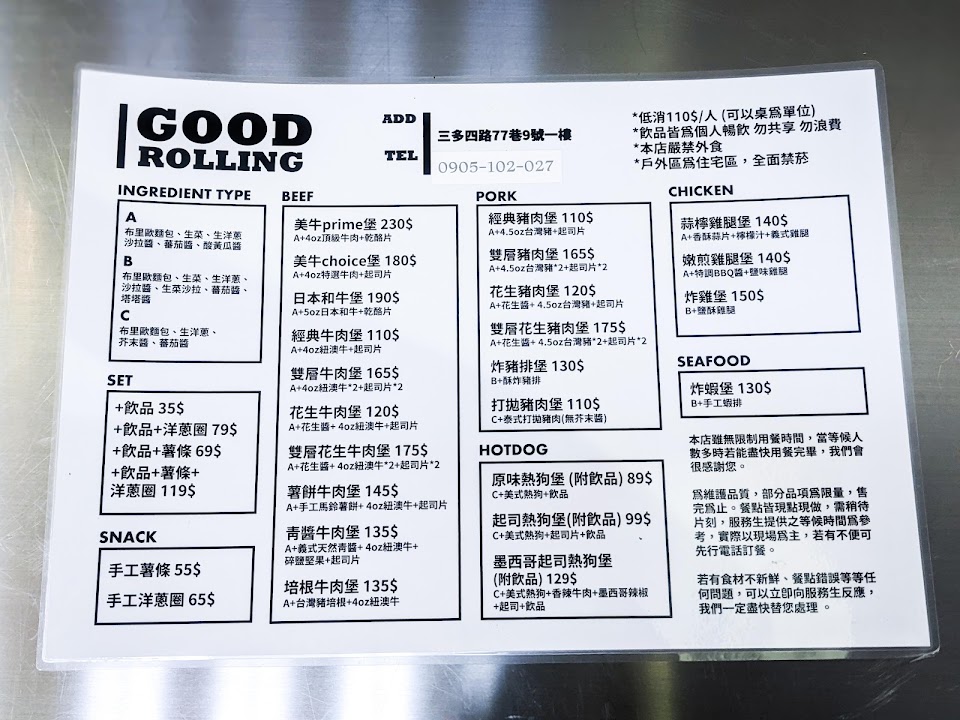 GOOD
ROLLING
ADD
三多四路77巷9號一樓
TEL
0905-102-027
*低消110$/人 (可以桌爲單位)
*飲品皆爲個人暢飲 勿共享 勿浪費
*本店嚴禁外食
*戶外區爲住宅區，全面禁菸
INGREDIENT TYPE
A
布里歐麵包、生菜、生洋蔥
沙拉醬、蕃茄醬、酸黃瓜醬
B
布里歐麵包、生菜、生洋蔥、
沙拉醬、生菜沙拉、蕃茄醬、
塔塔醬
C
布里歐麵包、生洋蔥、
芥末醬、蕃茄醬
SET
+飲品 35$
+飲品+洋蔥圈 79$
+飲品+薯條 69$
+飲品+薯條+
洋蔥圈 119$
SNACK
手工薯條 55$
手工洋蔥圈 65$
BEEF
美牛prime堡 230$
A+4oz頂級牛肉+乾酪片
美牛choice堡 180$
A+4oz特選牛肉+起司片
日本和牛堡 190$
A+5oz日本和牛+乾酪片
經典牛肉堡 110$
A+4oz紐澳牛+起司片
雙層牛肉堡 165$
A+4oz紐澳牛*2+起司片*2
花生牛肉堡 120$
A+花生醬+ 4oz紐澳牛+起司片
雙層花生牛肉堡 175$
A+花生醬+ 4oz紐澳牛*2+起司片*2
薯餅牛肉堡 145$
A+手工馬鈴薯餅+ 4oz紐澳牛+起司片
青醬牛肉堡 135$
A+義式天然青醬+ 4oz紐澳牛+
碎鹽堅果+起司片
培根牛肉堡 135$
A+台灣豬培根+4oz紐澳牛
PORK
經典豬肉堡 110$
A+4.5oz台灣豬+起司片
雙層豬肉堡 165$
A+4.5oz台灣豬*2+起司片*2
花生豬肉堡 120$
A+花生醬+ 4.5oz台灣豬+起司片
雙層花生豬肉堡 175$
A+花生醬+ 4.5oz台灣豬*2+起司片*2
炸豬排堡 130$
B+酥炸豬排
打拋豬肉堡 110$
C+泰式打拋豬肉(無芥末醬)
HOTDOG
原味熱狗堡 (附飲品) 89$
C+美式熱狗+飲品
起司熱狗堡(附飲品) 99$
C+美式熱狗+起司片+飲品
墨西哥起司熱狗堡
(附飲品) 129$
C+美式熱狗+香辣牛肉+墨西哥辣椒
+起司+飲品
CHICKEN
蒜檸雞腿堡 140$
A+香酥蒜片+檸檬汁+義式雞腿
嫩煎雞腿堡 140$
A+特調BBQ醬+鹽味雞腿
炸雞堡 150$
B+鹽酥雞腿
SEAFOOD
炸蝦堡 130$
B+手工蝦排
本店雖無限制用餐時間，當等候人
數多時若能盡快用餐完畢，我們會
很感謝您。
爲維護品質，部分品項爲限量，售
完爲止。餐點皆現點現做，需稍待
片刻，服務生提供之等候時間爲參
考，實際以現場爲主，若有不便可
先行電話訂餐。
若有食材不新鮮、餐點錯誤等等任
何問題，可以立卽向服務生反應，
我們一定盡快替您處理 。